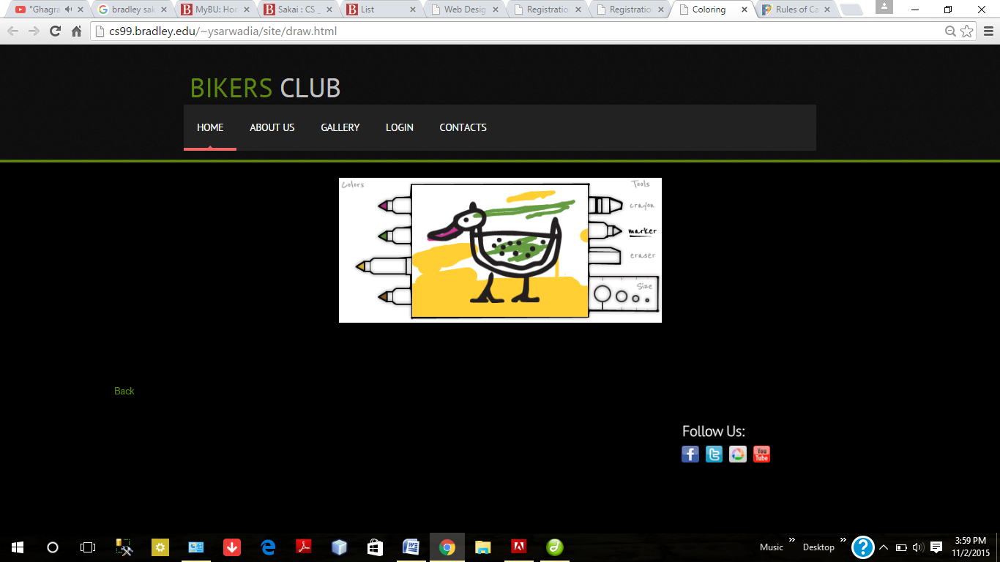 "Ghagra
bradley sak
MyBU: Hor
Sakai : CS _
List
Web Desig
Registratio
Registratio
Coloring
Rules of Ca
cs99.bradley.edu/~ysarwadia/site/draw.html
BIKERS CLUB
HOME ABOUT US GALLERY LOGIN CONTACTS
Colors
Tools
crayon
marker
eraser
Size
Back
Follow Us:
You
Tube
Music
Desktop
3:59 PM
11/2/2015